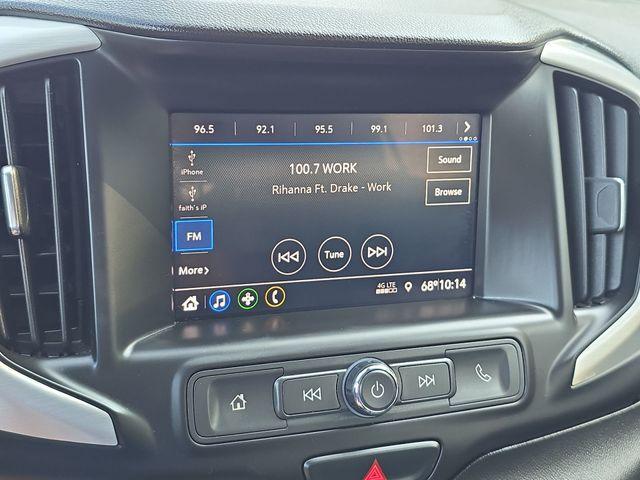 96.5 92.1 95.5 99.1 101.3
iPhone
100.7 WORK
Sound
Rihanna Ft. Drake - Work
Browse
faith's iP
FM
Tune
More
4G LTE
68° 10:14